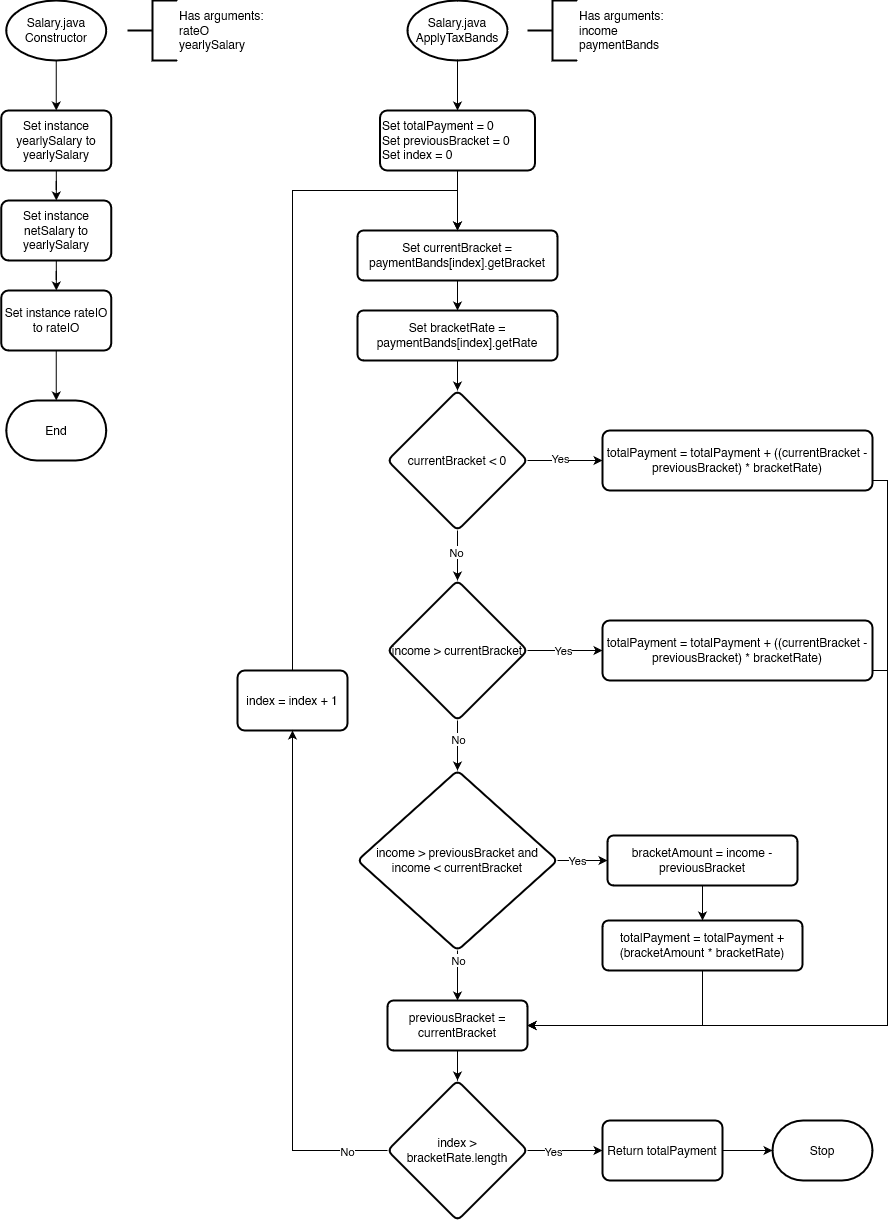 Salary.java
Constructor
Has arguments:
rateO
yearlySalary
Set instance
yearlySalary to
yearlySalary
Set instance
netSalary to
yearlySalary
Set instance rateIO
to rateIO
End
Salary.java
ApplyTaxBands
Has arguments:
income
paymentBands
Set totalPayment = 0
Set previousBracket = 0
Set index = 0
Set currentBracket =
paymentBands[index].getBracket
Set bracketRate =
paymentBands[index].getRate
currentBracket < 0
Yes
totalPayment = totalPayment + ((currentBracket -
previousBracket) * bracketRate)
No
income > currentBracket
Yes
totalPayment = totalPayment + ((currentBracket -
previousBracket) * bracketRate)
index = index + 1
No
income > previousBracket and
income < currentBracket
Yes
bracketAmount = income -
previousBracket
totalPayment = totalPayment +
(bracketAmount * bracketRate)
No
previousBracket =
currentBracket
index >
bracketRate.length
No
Yes
Return totalPayment
Stop